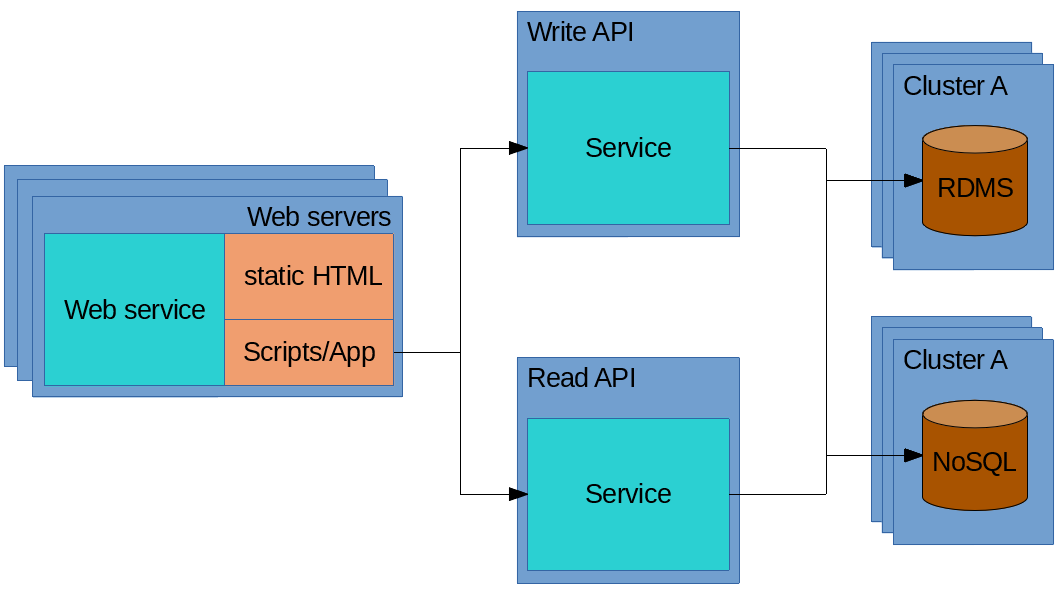 Write API
Service
Cluster A
RDMS
Web servers
Web service
static HTML
Scripts/App
Read API
Service
Cluster A
NoSQL